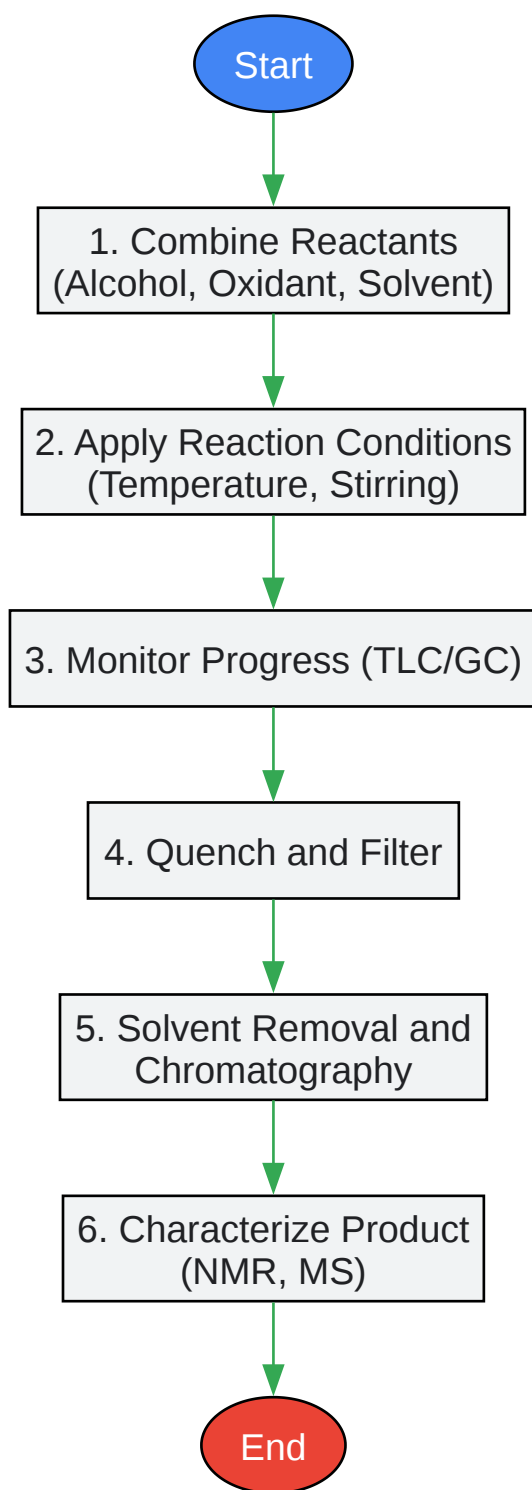 Start
1. Combine Reactants
(Alcohol, Oxidant, Solvent)
2. Apply Reaction Conditions
(Temperature, Stirring)
3. Monitor Progress (TLC/GC)
4. Quench and Filter
5. Solvent Removal and
Chromatography
6. Characterize Product
(NMR, MS)
End